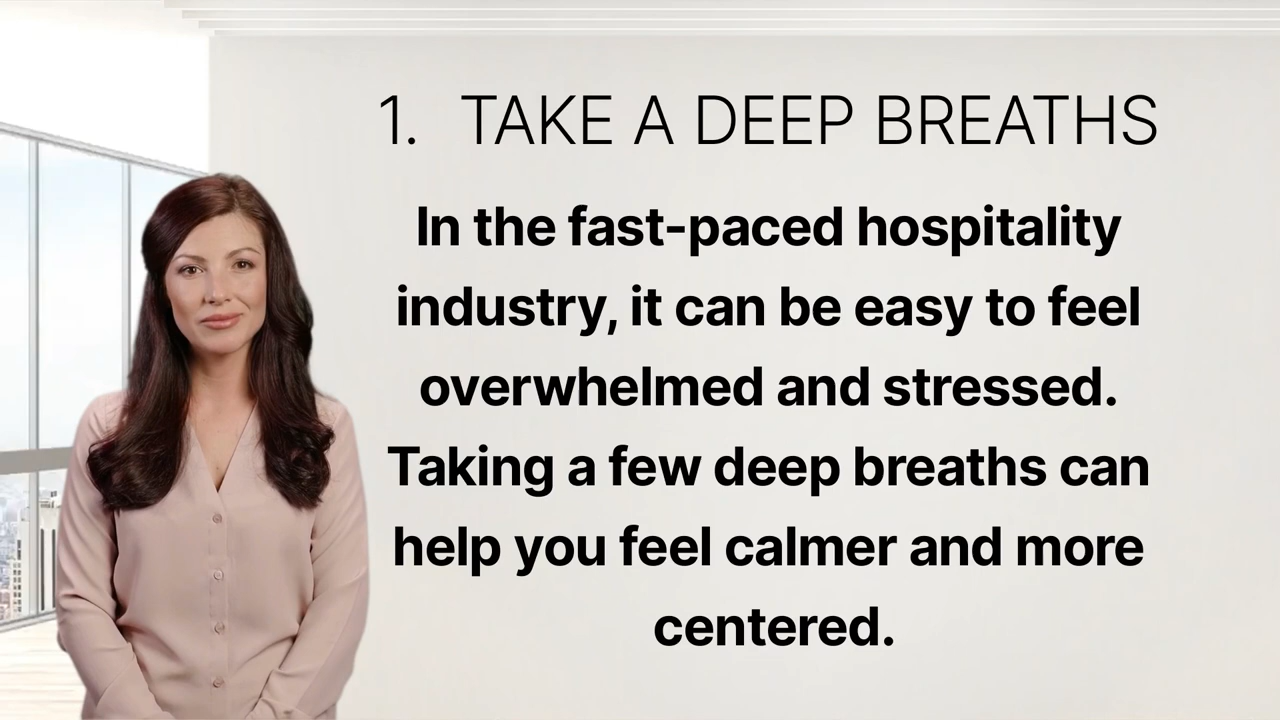 1. TAKE A DEEP BREATHS
In the fast-paced hospitality
industry, it can be easy to feel
overwhelmed and stressed.
Taking a few deep breaths can
help you feel calmer and more
centered.